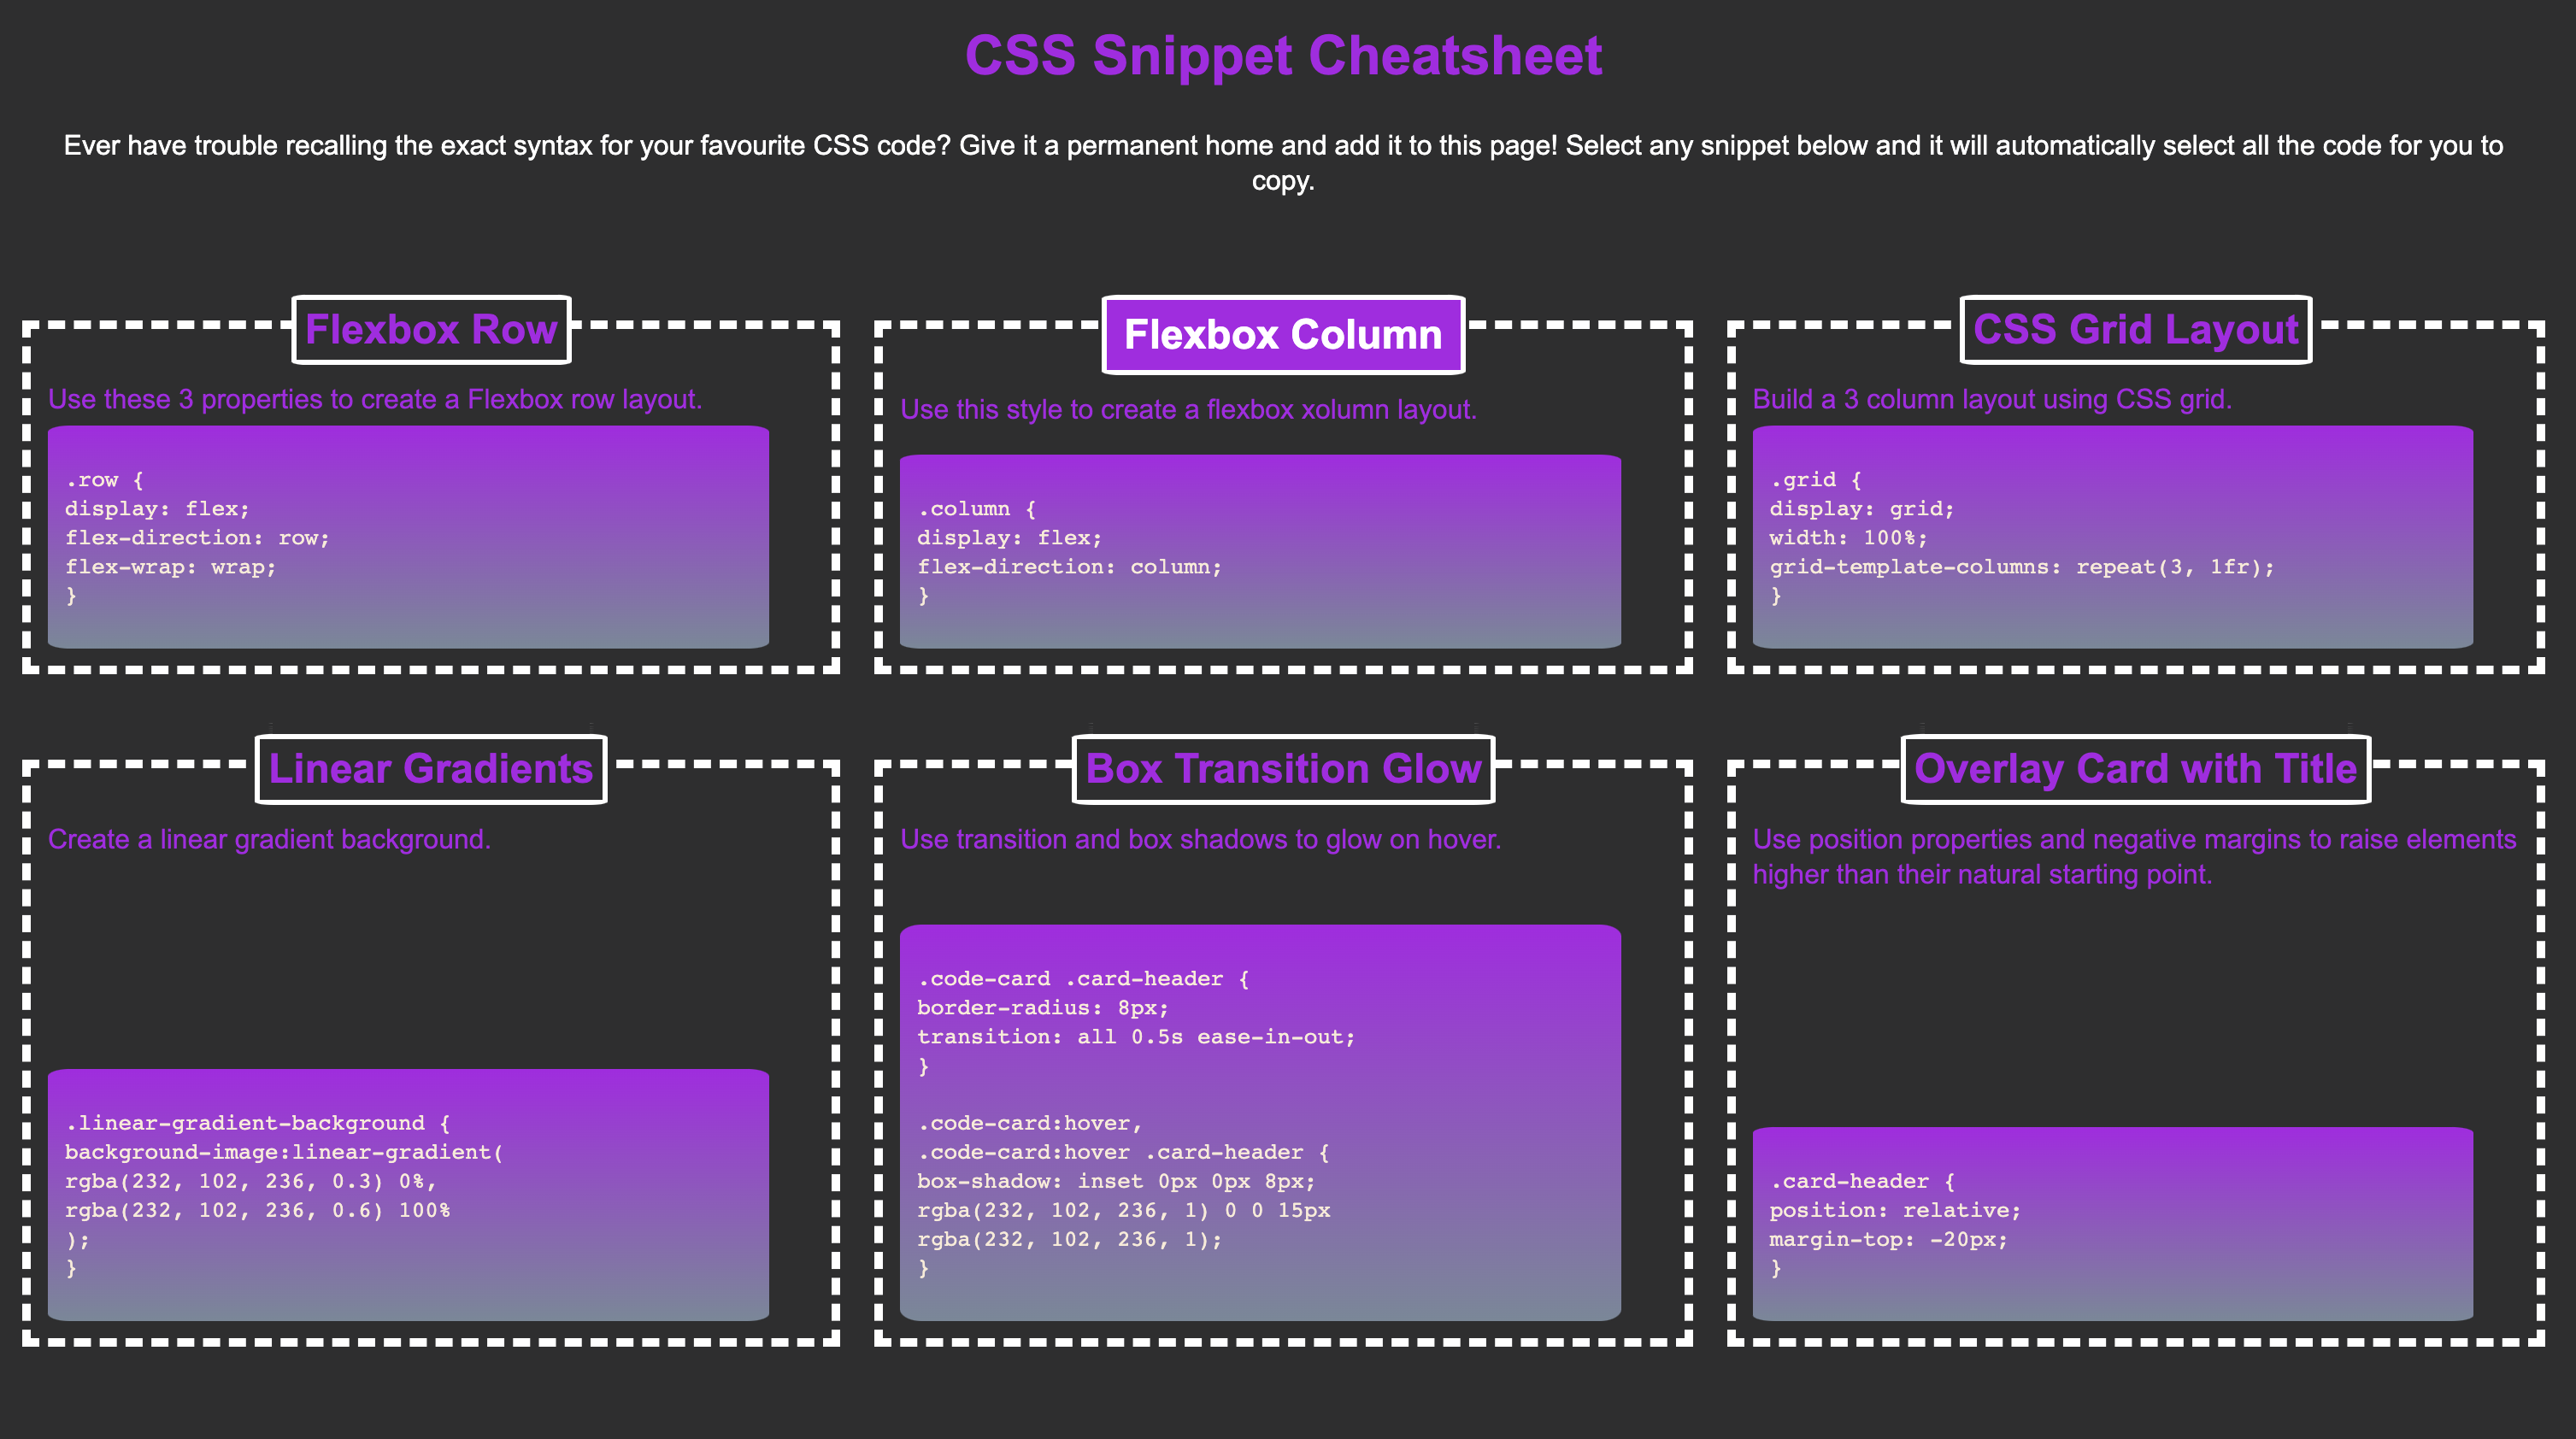 CSS Snippet Cheatsheet
Ever have trouble recalling the exact syntax for your favourite CSS code? Give it a permanent home and add it to this page! Select any snippet below and it will automatically select all the code for you to
copy.
Flexbox Row
Use these 3 properties to create a Flexbox row layout.
.row {
display: flex;
flex-direction: row;
flex-wrap: wrap;
}
Flexbox Column
Use this style to create a flexbox xolumn layout.
.column {
display: flex;
flex-direction: column;
}
CSS Grid Layout
Build a 3 column layout using CSS grid.
.grid {
display: grid;
width: 100%;
grid-template-columns: repeat(3, 1fr);
}
Linear Gradients
Create a linear gradient background.
.linear-gradient-background {
background-image:linear-gradient(
rgba(232, 102, 236, 0.3) 0%,
rgba(232, 102, 236, 0.6) 100%
);
}
Box Transition Glow
Use transition and box shadows to glow on hover.
.code-card .card-header {
border-radius: 8px;
transition: all 0.5s ease-in-out;
}
.code-card:hover,
.code-card:hover .card-header {
box-shadow: inset 0px 0px 8px;
rgba(232, 102, 236, 1) 0 0 15px
rgba(232, 102, 236, 1);
}
Overlay Card with Title
Use position properties and negative margins to raise elements
higher than their natural starting point.
.card-header {
position: relative;
margin-top: -20px;
}